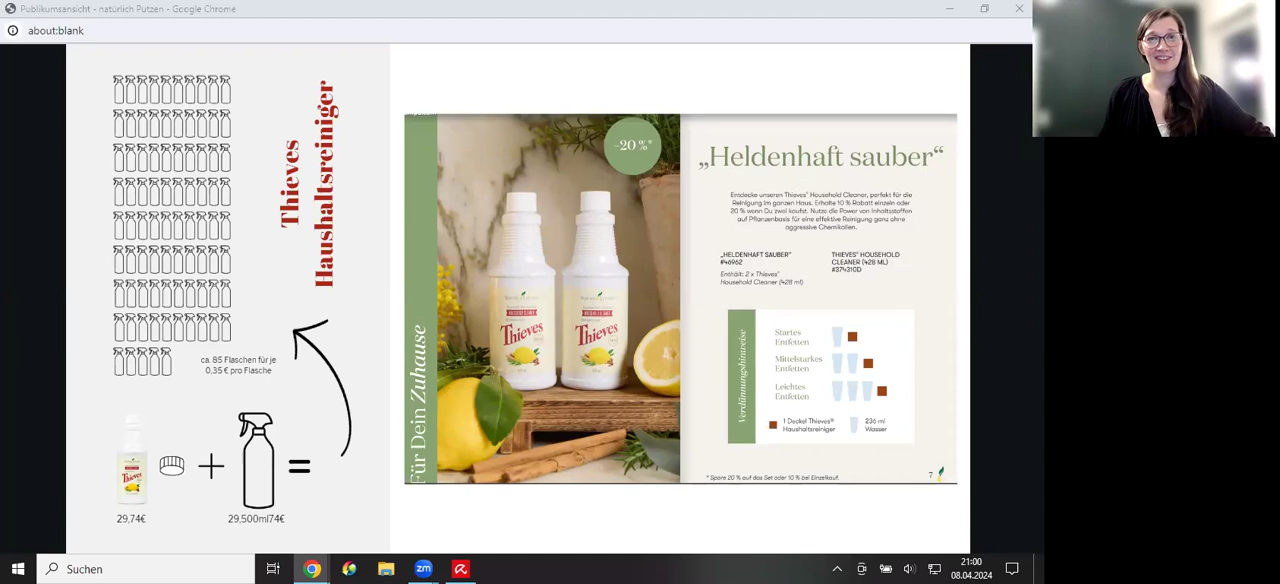 Publikumsansicht - natürlich Putzen - Google Chrome
about:blank
Thieves
Haushaltsreiniger
ca. 85 Flaschen für je
0,35 € pro Flasche
Thieves
29,74€
29,500ml74€
Für Dein Zuhause
-20 %*
Thieves
Thieves
„Heldenhaft sauber“
Entdecke unseren Thieves® Household Cleaner, perfekt für die
Reinigung im ganzen Haus. Erhalte 10 % Rabatt einzeln oder
20 % wenn Du zwei kaufst. Nutze die Power von Inhaltsstoffen
auf Pflanzenbasis für eine effektive Reinigung ganz ohne
aggressive Chemikalien.
„HELDENHAFT SAUBER“
#46962
Enthält: 2 x Thieves®
Household Cleaner (428 ml)
THIEVES® HOUSEHOLD
CLEANER (428 ML)
#374310D
Verdünnungshinweise
Startes
Entfetten
Mittelstarkes
Entfetten
Leichtes
Entfetten
1 Deckel Thieves®
Haushaltsreiniger
236 ml
Wasser
* Spare 20 % auf das Set oder 10 % bei Einzelkauf.
7
Suchen
zm
21:00
08.04.2024